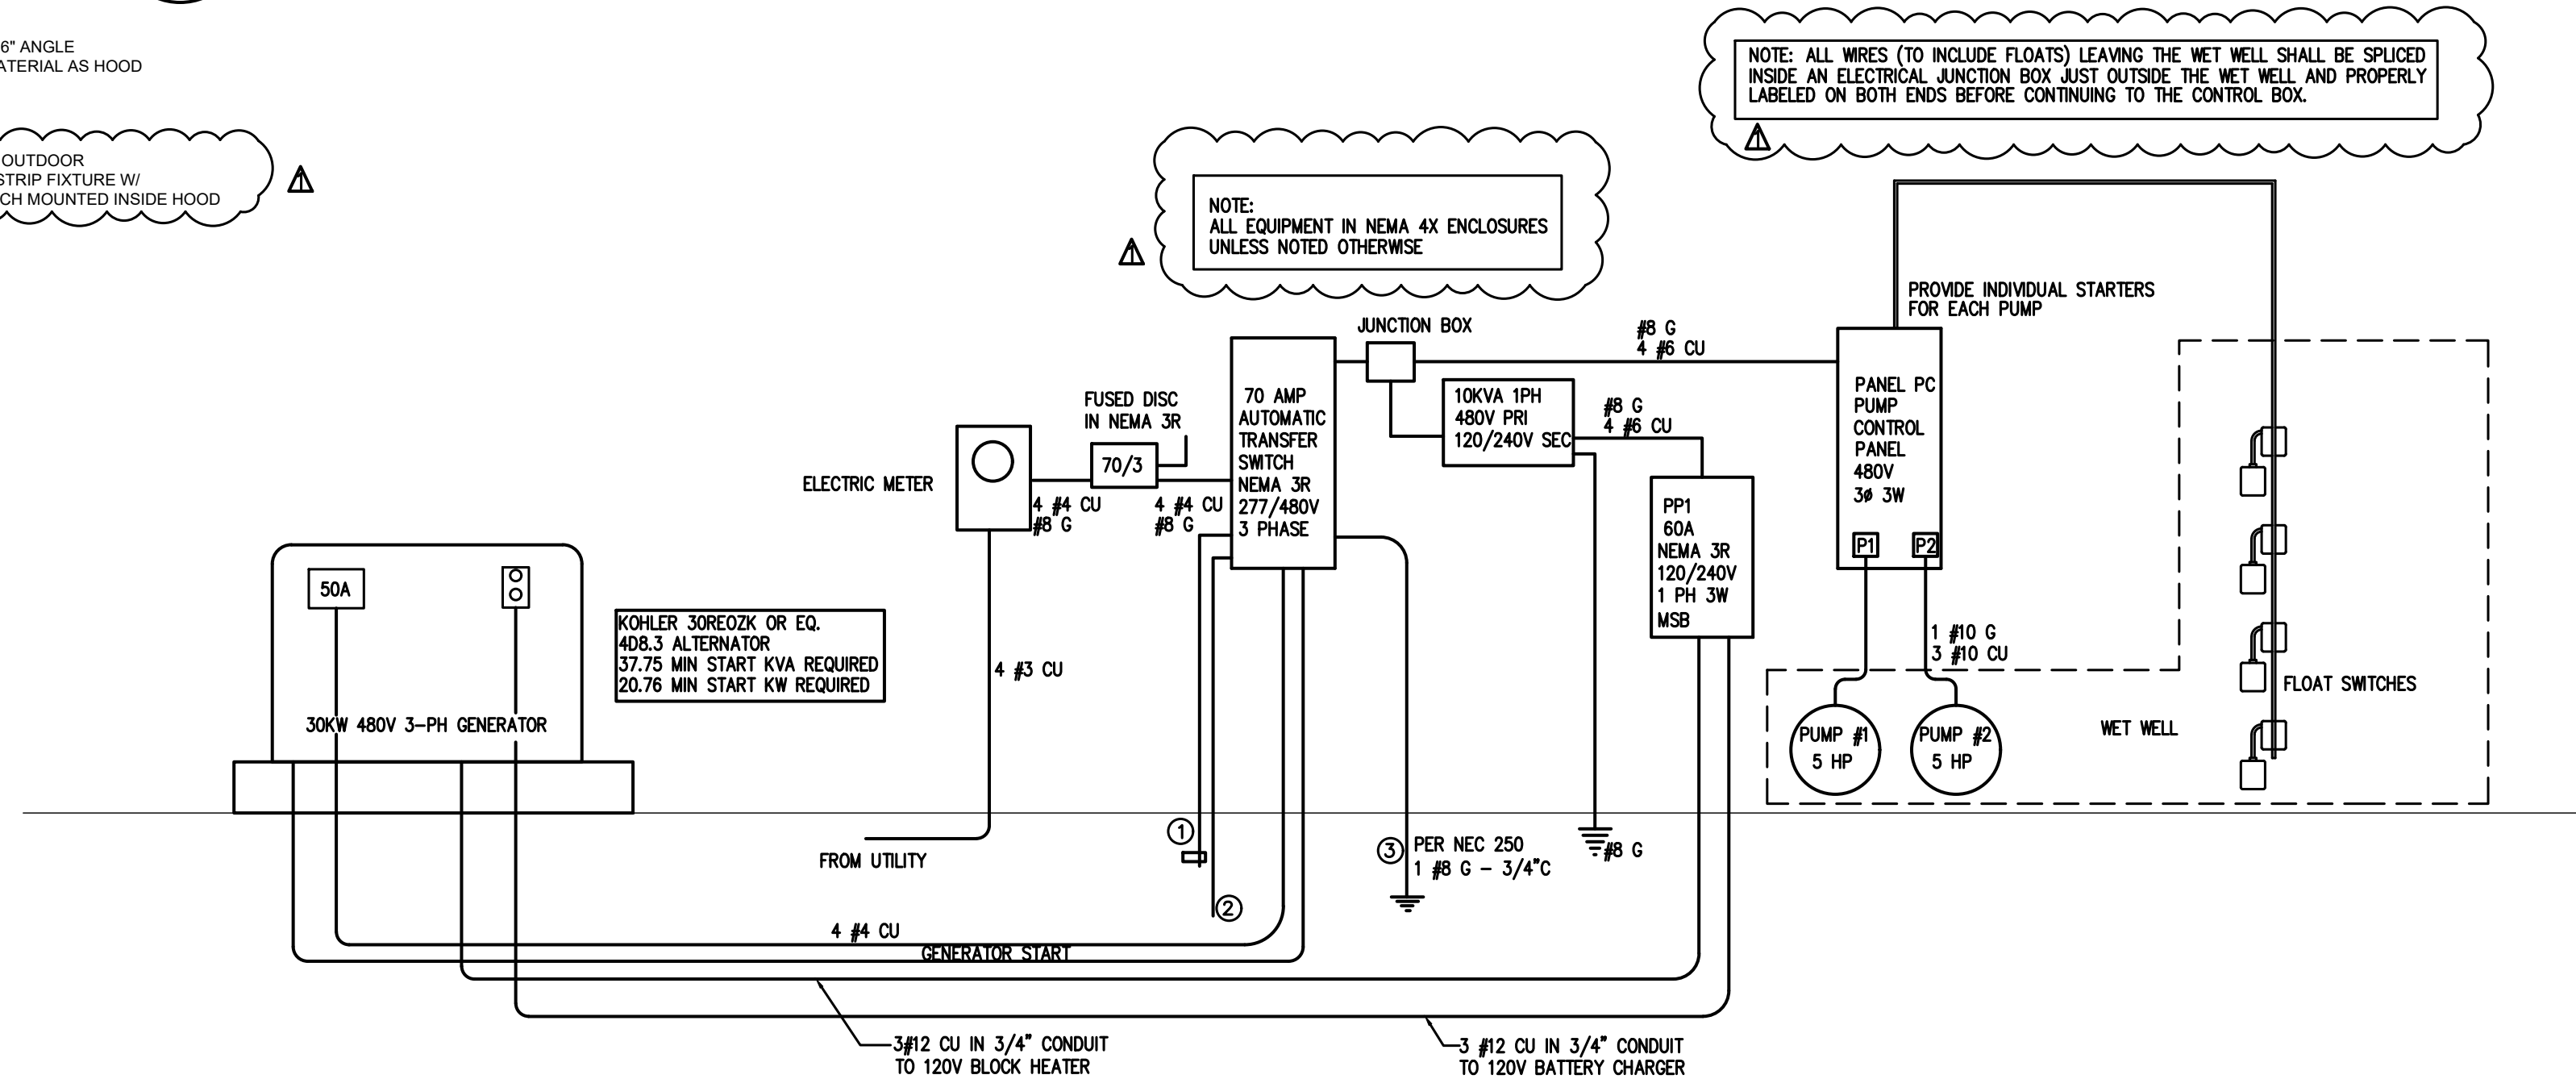 6" ANGLE
ATERIAL AS HOOD
OUTDOOR
STRIP FIXTURE W/
CH MOUNTED INSIDE HOOD
1
NOTE: ALL WIRES (TO INCLUDE FLOATS) LEAVING THE WET WELL SHALL BE SPLICED
INSIDE AN ELECTRICAL JUNCTION BOX JUST OUTSIDE THE WET WELL AND PROPERLY
LABELED ON BOTH ENDS BEFORE CONTINUING TO THE CONTROL BOX.
1
NOTE:
ALL EQUIPMENT IN NEMA 4X ENCLOSURES
UNLESS NOTED OTHERWISE
1
PROVIDE INDIVIDUAL STARTERS
FOR EACH PUMP
JUNCTION BOX
#8 G
4 #6 CU
FUSED DISC
IN NEMA 3R
70/3
70 AMP
AUTOMATIC
TRANSFER
SWITCH
NEMA 3R
277/480V
3 PHASE
10KVA 1PH
480V PRI
120/240V SEC
#8 G
4 #6 CU
PANEL PC
PUMP
CONTROL
PANEL
480V
3ø 3W
P1
P2
ELECTRIC METER
4 #4 CU
#8 G
4 #4 CU
#8 G
PP1
60A
NEMA 3R
120/240V
1 PH 3W
MSB
50A
KOHLER 30REOZK OR EQ.
4D8.3 ALTERNATOR
37.75 MIN START KVA REQUIRED
20.76 MIN START KW REQUIRED
30KW 480V 3-PH GENERATOR
4 #3 CU
1 #10 G
3 #10 CU
PUMP #1
5 HP
PUMP #2
5 HP
WET WELL
FLOAT SWITCHES
FROM UTILITY
1
2
3
PER NEC 250
1 #8 G - 3/4"C
#8 G
4 #4 CU
GENERATOR START
3#12 CU IN 3/4" CONDUIT
TO 120V BLOCK HEATER
3 #12 CU IN 3/4" CONDUIT
TO 120V BATTERY CHARGER